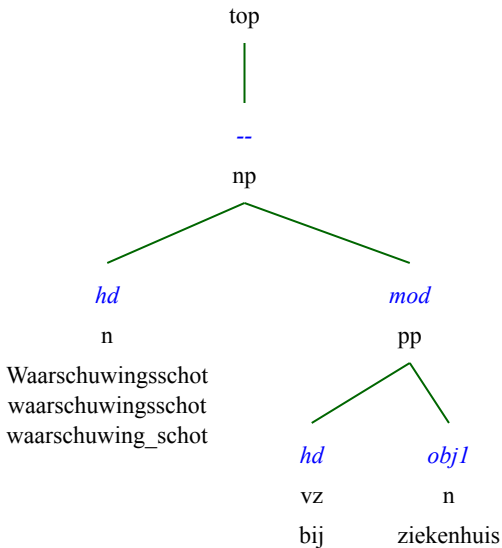 top
--
np
hd mod
n pp
Waarschuwingsschot
waarschuwingsschot
waarschuwing_schot
hd obj1
vz n
bij ziekenhuis